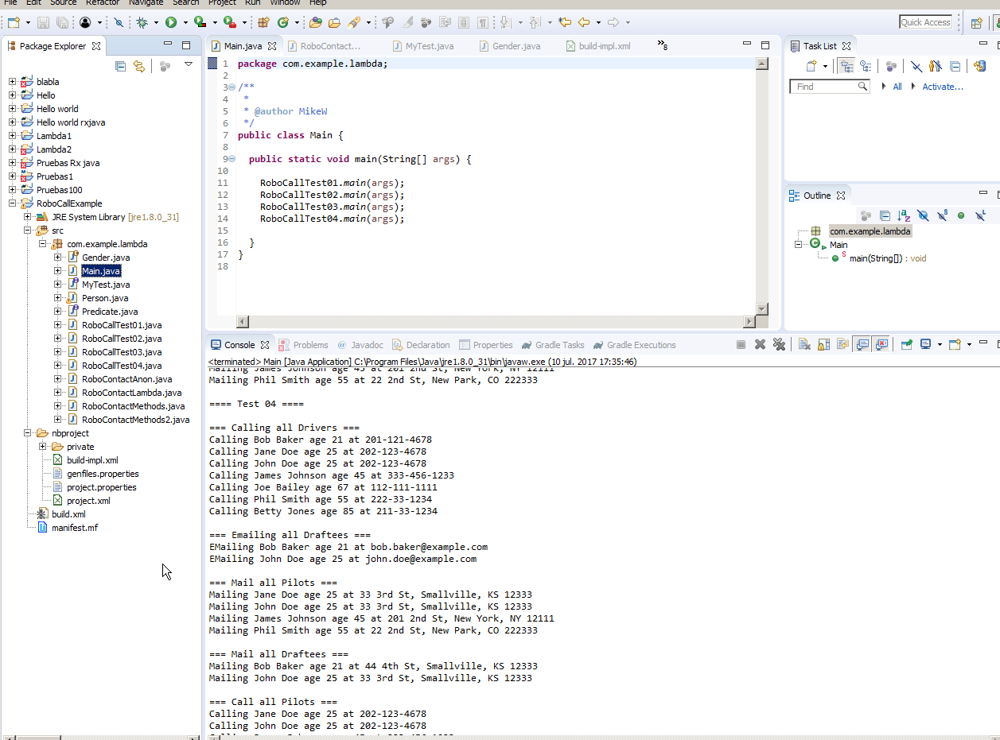 File Edit Source Refactor Navigate Search Project Run Window Help
Quick Access
Package Explorer
blabla
Hello
Hello world
Hello world rxjava
Lambda1
Lambda2
Pruebas Rx java
Pruebas1
Pruebas100
RoboCallExample
JRE System Library [jre1.8.0_31]
src
com.example.lambda
Gender.java
Main.java
MyTest.java
Person.java
Predicate.java
RoboCallTest01.java
RoboCallTest02.java
RoboCallTest03.java
RoboCallTest04.java
RoboContactAnon.java
RoboContactLambda.java
RoboContactMethods.java
RoboContactMethods2.java
nbproject
private
build-impl.xml
genfiles.properties
project.properties
project.xml
build.xml
manifest.mf
Main.java RoboContact... MyTest.java Gender.java build-impl.xml »8
1 package com.example.lambda;
2
3 /**
4 *
5 * @author MikeW
6 */
7 public class Main {
8
9 public static void main(String[] args) {
10
11 RoboCallTest01.main(args);
12 RoboCallTest02.main(args);
13 RoboCallTest03.main(args);
14 RoboCallTest04.main(args);
15
16 }
17 }
18
Task List
Find All Activate...
Outline
com.example.lambda
Main
main(String[]) : void
Console Problems @ Javadoc Declaration Properties Gradle Tasks Gradle Executions
<terminated> Main [Java Application] C:\Program Files\Java\jre1.8.0_31\bin\javaw.exe (10 jul. 2017 17:35:46)
Mailing James Johnson age 45 at 201 2nd St, New York, NY 12111
Mailing Phil Smith age 55 at 22 2nd St, New Park, CO 222333
==== Test 04 ====
=== Calling all Drivers ===
Calling Bob Baker age 21 at 201-121-4678
Calling Jane Doe age 25 at 202-123-4678
Calling John Doe age 25 at 202-123-4678
Calling James Johnson age 45 at 333-456-1233
Calling Joe Bailey age 67 at 112-111-1111
Calling Phil Smith age 55 at 222-33-1234
Calling Betty Jones age 85 at 211-33-1234
=== Emailing all Draftees ===
EMailing Bob Baker age 21 at bob.baker@example.com
EMailing John Doe age 25 at john.doe@example.com
=== Mail all Pilots ===
Mailing Jane Doe age 25 at 33 3rd St, Smallville, KS 12333
Mailing John Doe age 25 at 33 3rd St, Smallville, KS 12333
Mailing James Johnson age 45 at 201 2nd St, New York, NY 12111
Mailing Phil Smith age 55 at 22 2nd St, New Park, CO 222333
=== Mail all Draftees ===
Mailing Bob Baker age 21 at 44 4th St, Smallville, KS 12333
Mailing John Doe age 25 at 33 3rd St, Smallville, KS 12333
=== Call all Pilots ===
Calling Jane Doe age 25 at 202-123-4678
Calling John Doe age 25 at 202-123-4678